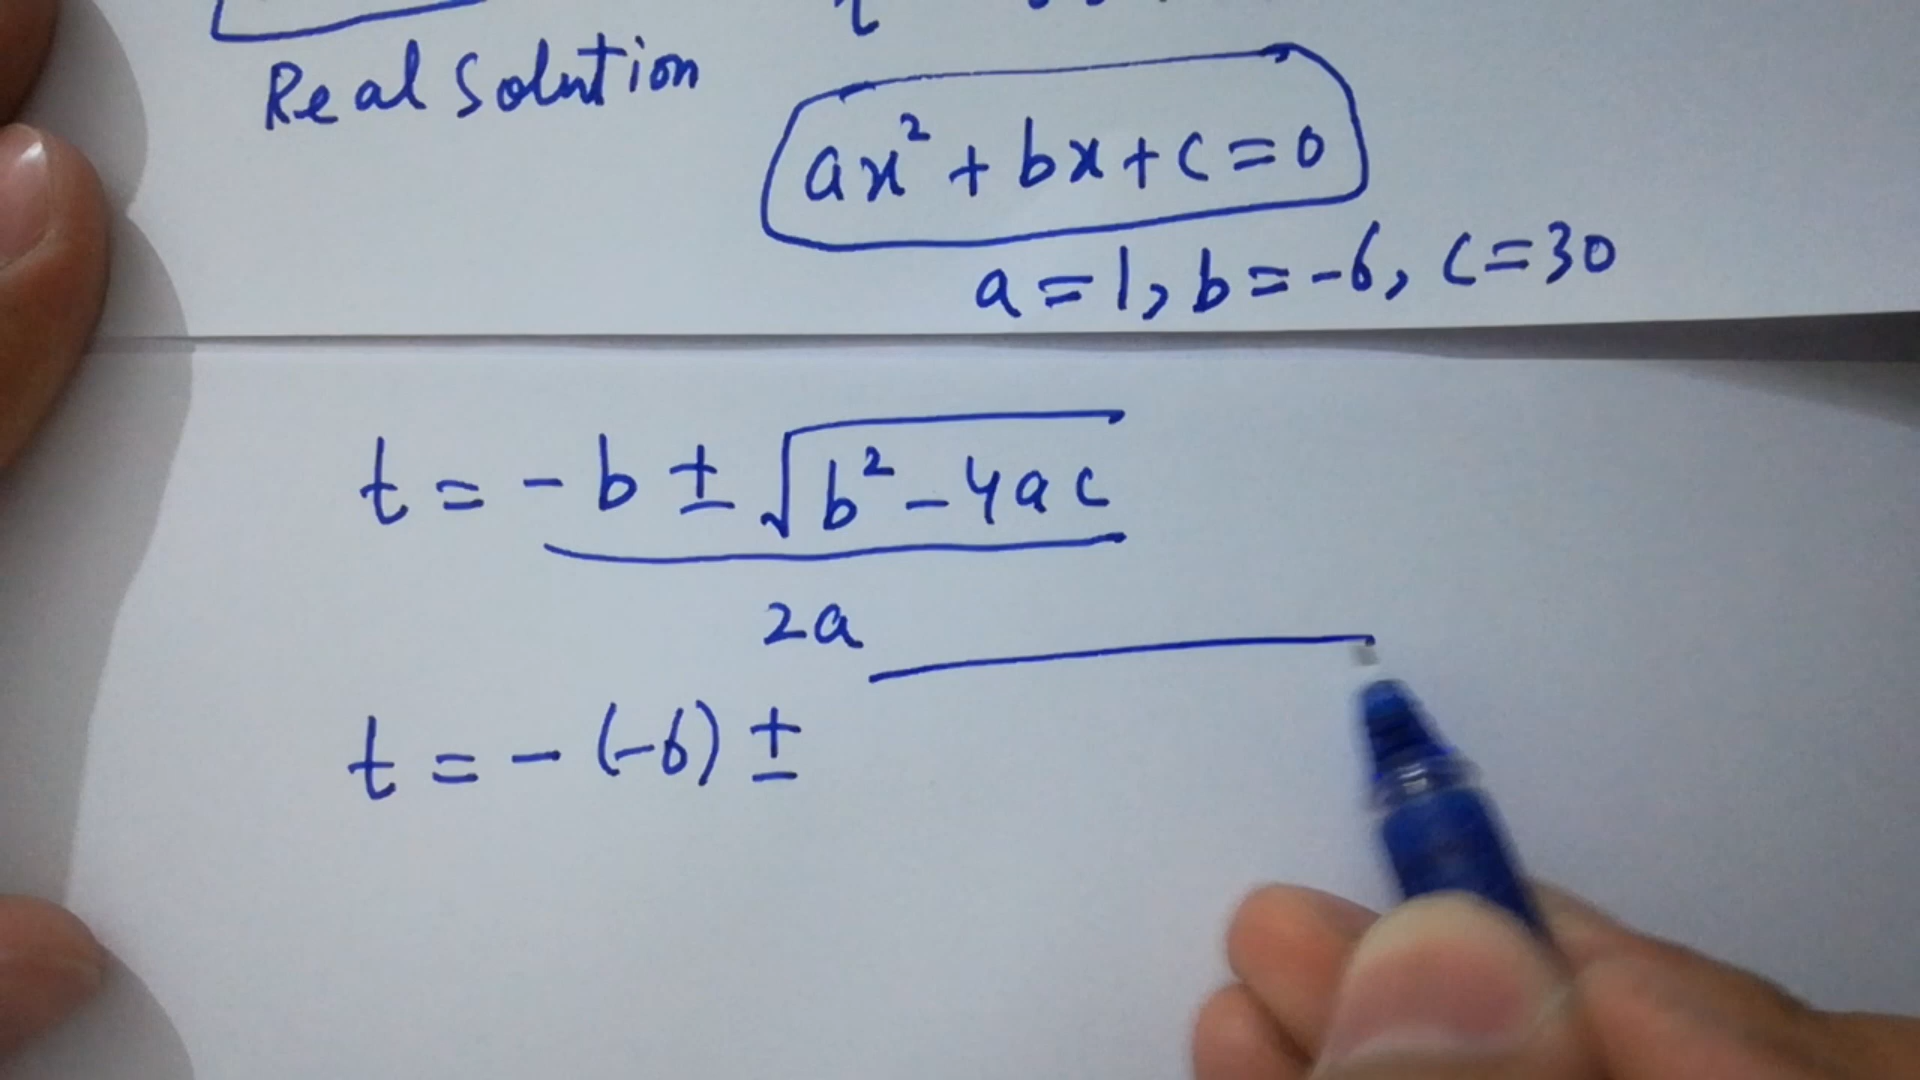 Real Solution
ax² + bx + c = 0
a = 1, b = -6, c = 30
t = - b ± √b² - 4ac
2a
t = - (-6) ±